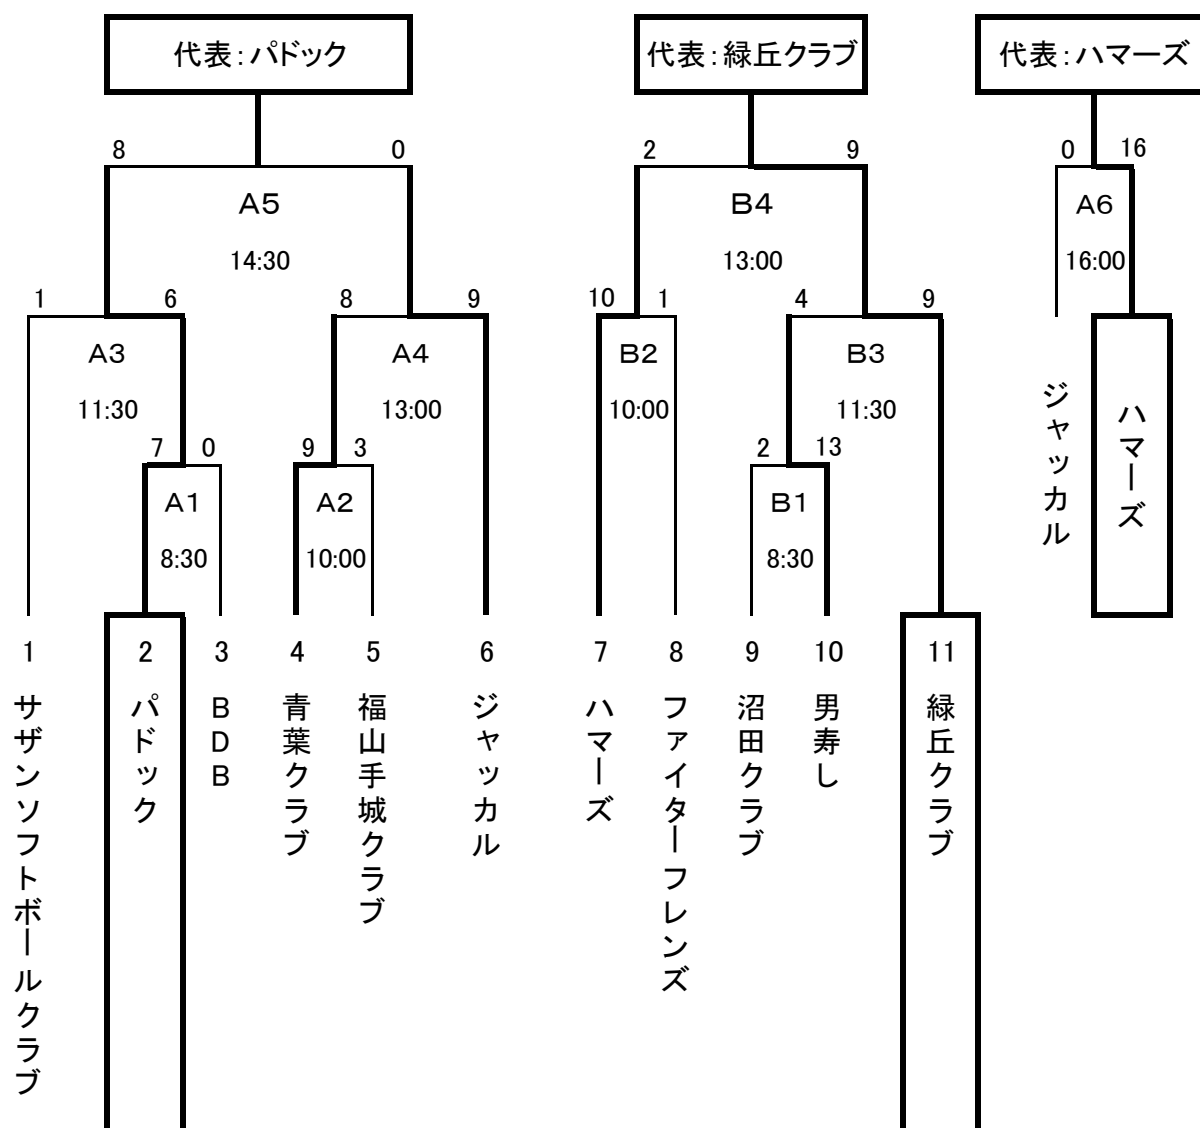 代表:パドック
代表:緑丘クラブ
代表:ハマーズ
8 0 2 9 0 16
A5 B4 A6
14:30 13:00 16:00
1 6 8 9 10 1 4 9
A3 A4 B2 B3
11:30 13:00 10:00 11:30
7 0 9 3 2 13
A1 A2 B1
8:30 10:00 8:30
ジャッカル
ハマーズ
1 2 3 4 5 6 7 8 9 10 11
サザンソフトボールクラブ
パドック
BDB
青葉クラブ
福山手城クラブ
ジャッカル
ハマーズ
ファイターフレンズ
沼田クラブ
男寿し
緑丘クラブ